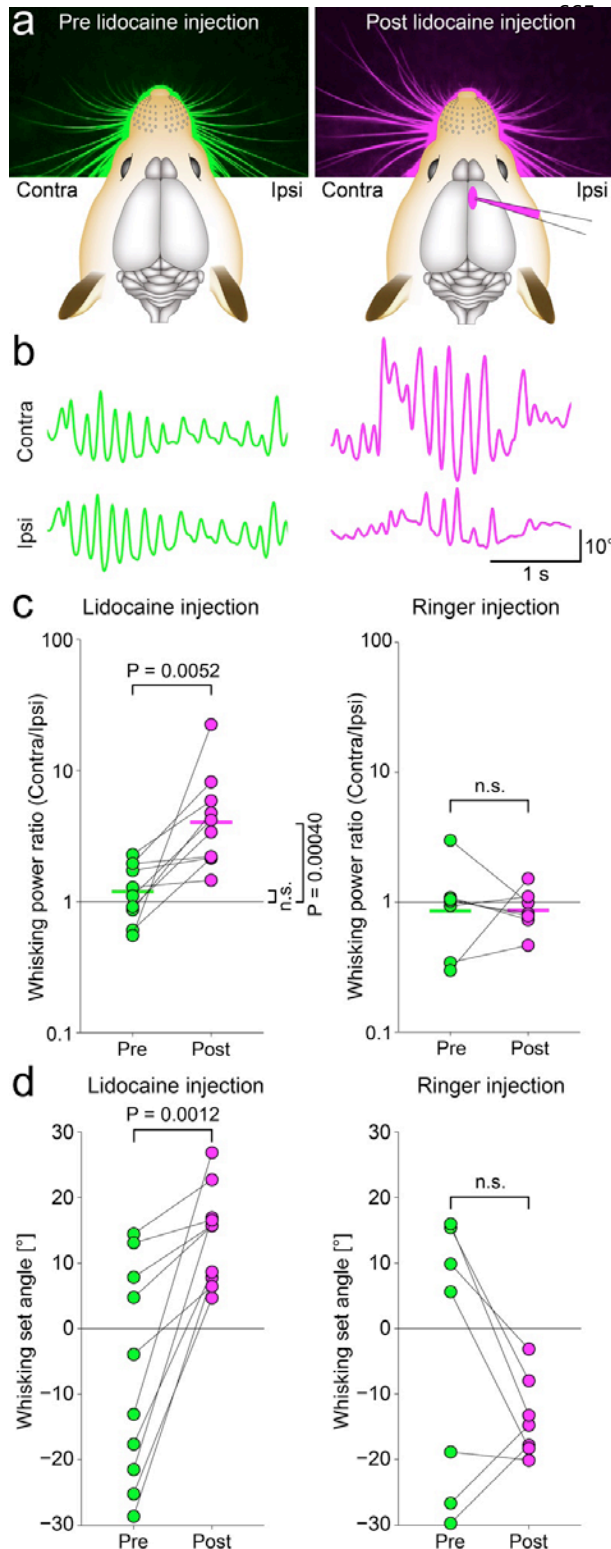 a
Pre lidocaine injection
Post lidocaine injection
Contra
Ipsi
Contra
Ipsi
b
Contra
Ipsi
10°
1 s
c
Lidocaine injection
Ringer injection
Whisking power ratio (Contra/Ipsi)
100
10
1
0.1
P = 0.0052
n.s.
P = 0.00040
Pre
Post
Whisking power ratio (Contra/Ipsi)
100
10
1
0.1
n.s.
Pre
Post
d
Lidocaine injection
Ringer injection
P = 0.0012
Whisking set angle [°]
30
20
10
0
−10
−20
−30
Pre
Post
n.s.
Whisking set angle [°]
30
20
10
0
−10
−20
−30
Pre
Post